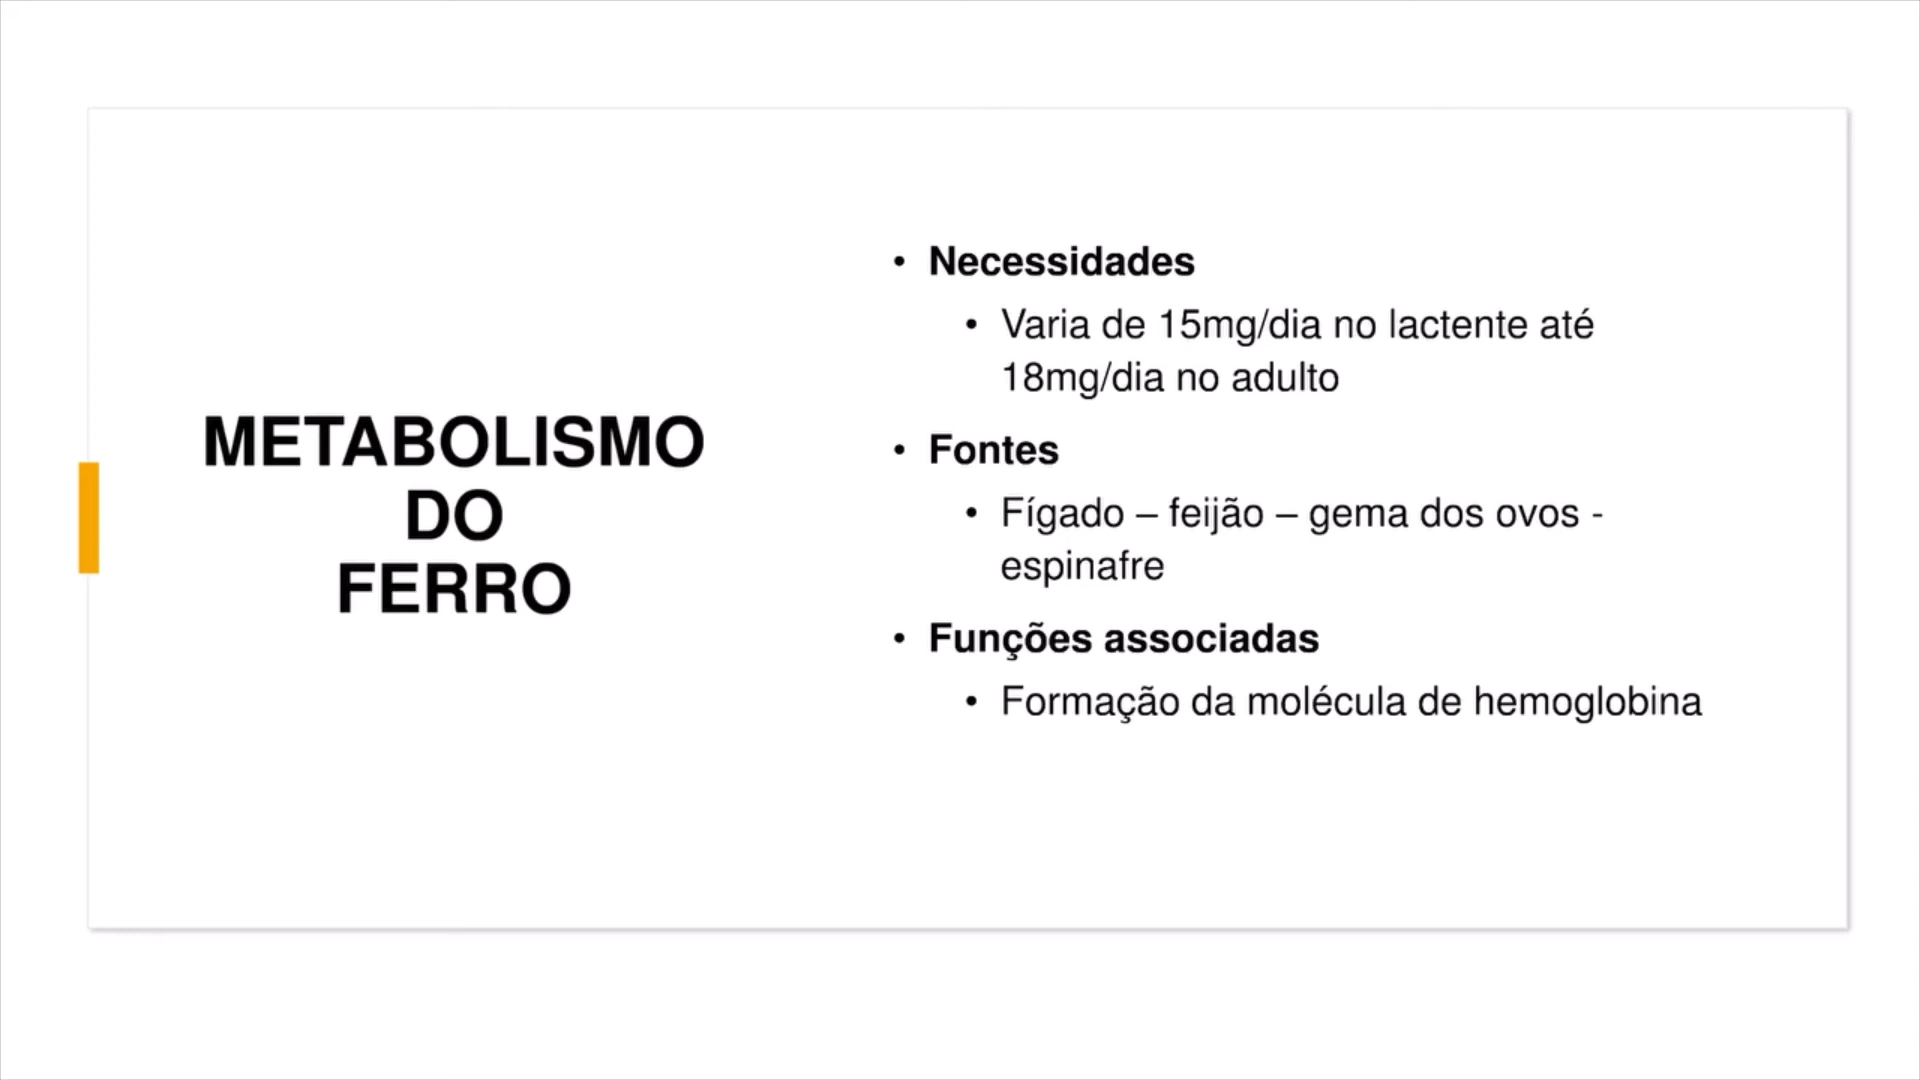 METABOLISMO
DO
FERRO
• Necessidades
• Varia de 15mg/dia no lactente até
18mg/dia no adulto
• Fontes
• Fígado – feijão – gema dos ovos -
espinafre
• Funções associadas
• Formação da molécula de hemoglobina